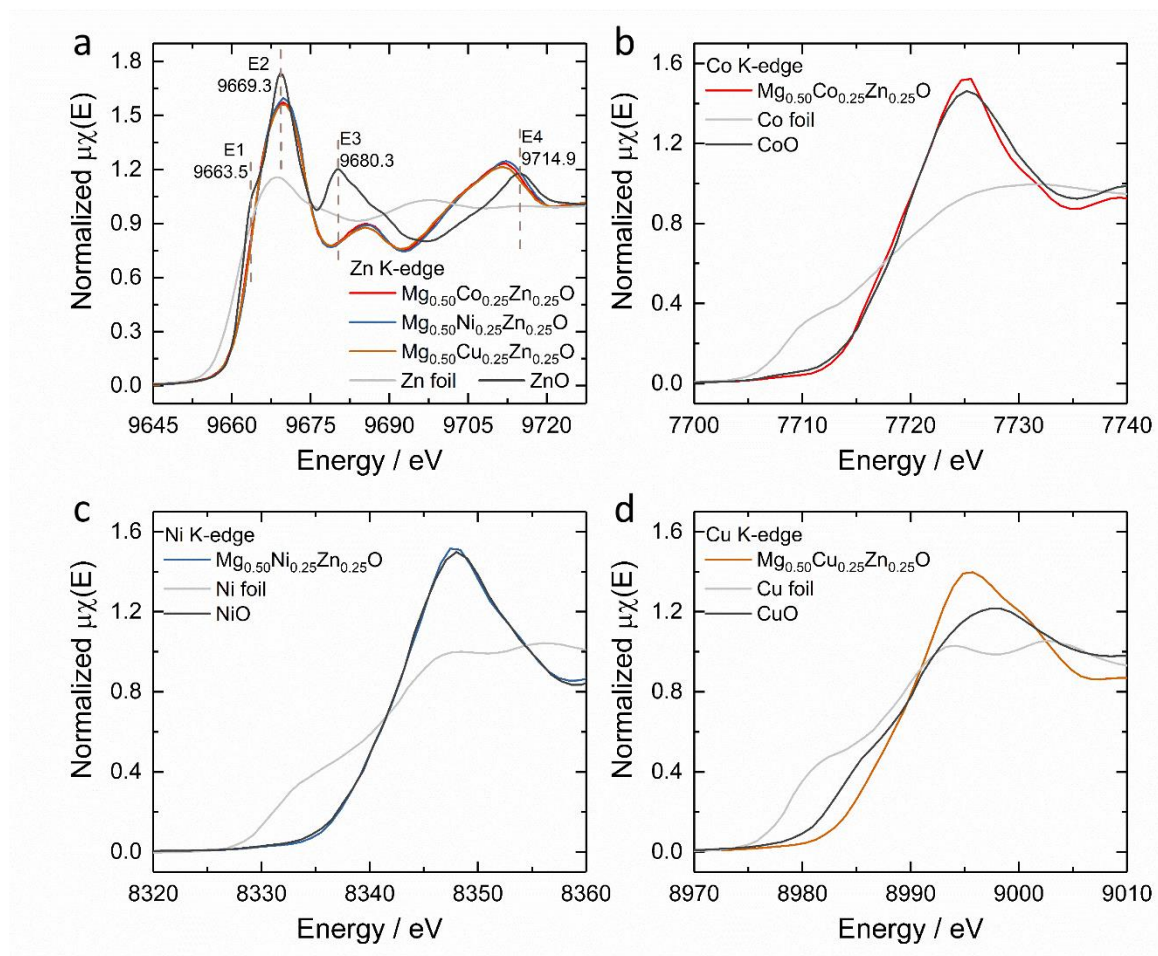 a
Normalized μχ(E)
1.8
1.5
1.2
0.9
0.6
0.3
0.0
E2
9669.3
E1
9663.5
E3
9680.3
E4
9714.9
Zn K-edge
Mg0.50Co0.25Zn0.25O
Mg0.50Ni0.25Zn0.25O
Mg0.50Cu0.25Zn0.25O
Zn foil ZnO
9645 9660 9675 9690 9705 9720
Energy / eV
b
Normalized μχ(E)
1.6
1.2
0.8
0.4
0.0
Co K-edge
Mg0.50Co0.25Zn0.25O
Co foil
CoO
7700 7710 7720 7730 7740
Energy / eV
c
Normalized μχ(E)
1.6
1.2
0.8
0.4
0.0
Ni K-edge
Mg0.50Ni0.25Zn0.25O
Ni foil
NiO
8320 8330 8340 8350 8360
Energy / eV
d
Normalized μχ(E)
1.6
1.2
0.8
0.4
0.0
Cu K-edge
Mg0.50Cu0.25Zn0.25O
Cu foil
CuO
8970 8980 8990 9000 9010
Energy / eV